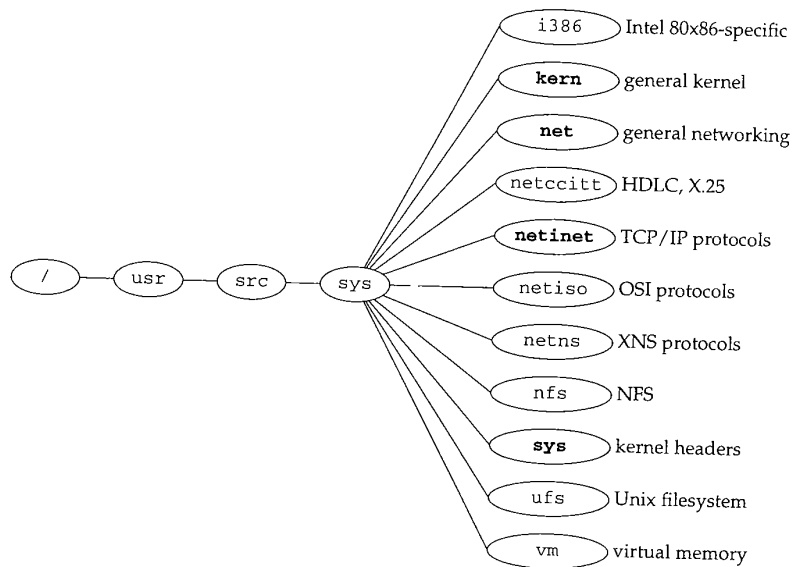 i386 Intel 80x86-specific
kern general kernel
net general networking
netccitt HDLC, X.25
netinet TCP/IP protocols
/ usr src sys netiso OSI protocols
netns XNS protocols
nfs NFS
sys kernel headers
ufs Unix filesystem
vm virtual memory